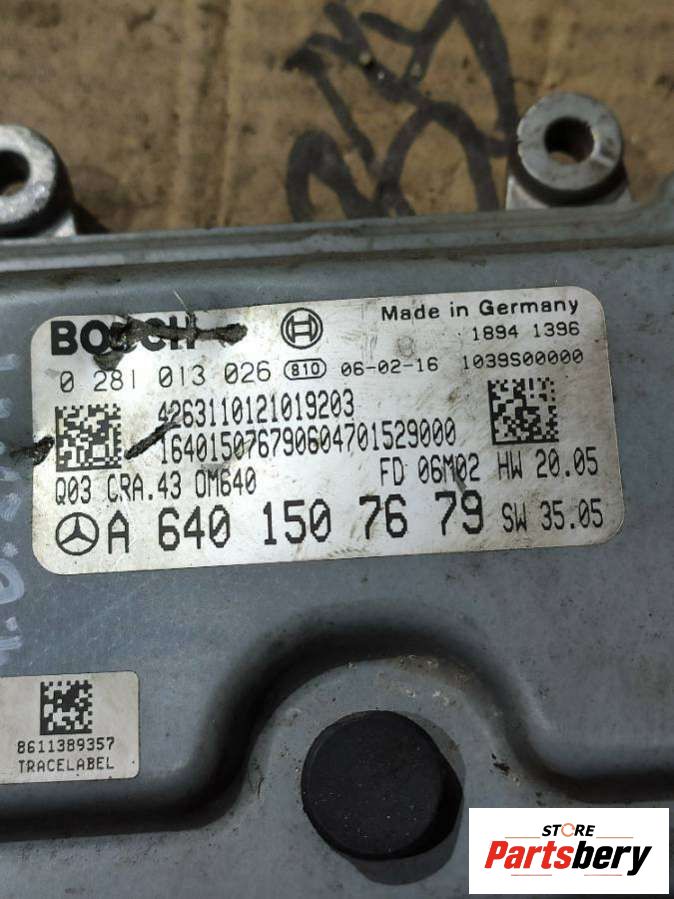 BOSCH
Made in Germany
1894 1396
0 281 013 026 810 06-02-16 1039S00000
4263110121019203
164015076790604701529000
Q03 CRA.43 OM640 FD 06M02 HW 20.05
A 640 150 76 79 SW 35.05
8611389357
TRACELABEL
STORE
Partsbery